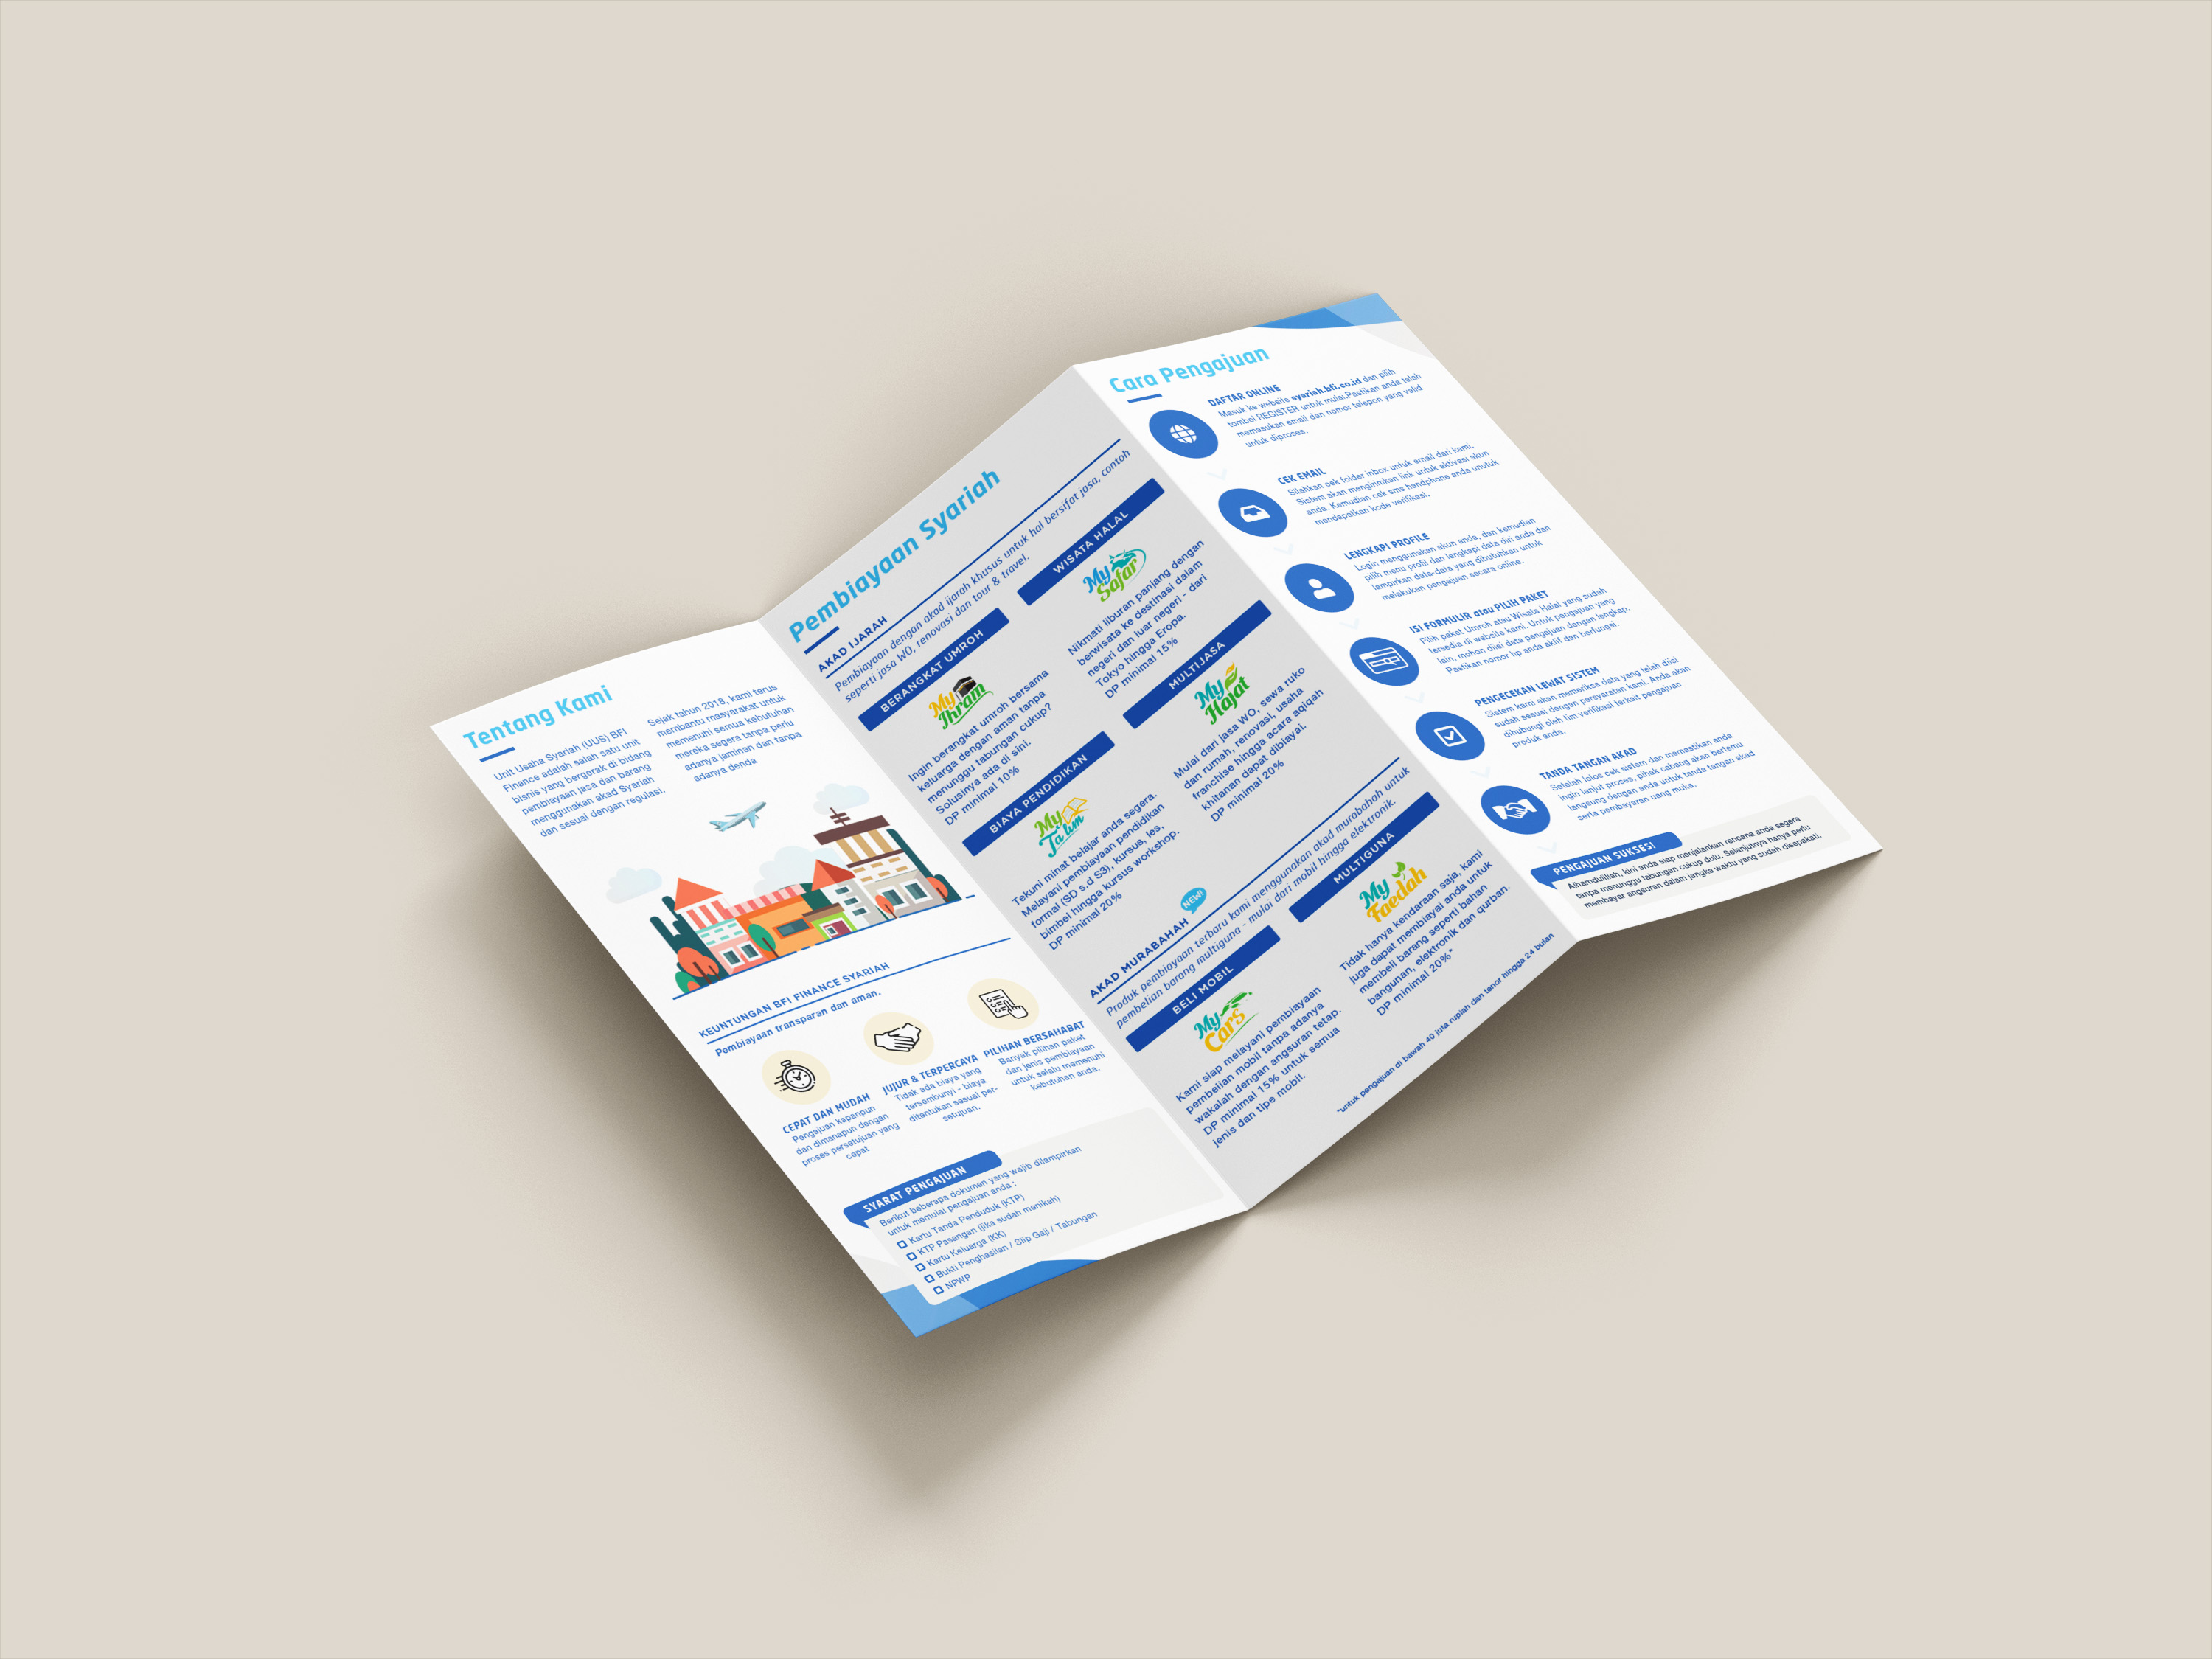 Tentang Kami
Unit Usaha Syariah (UUS) BFI
Finance adalah salah satu unit
bisnis yang bergerak di bidang
pembiayaan jasa dan barang
menggunakan akad Syariah
dan sesuai dengan regulasi.
Sejak tahun 2018, kami terus
membantu masyarakat untuk
memenuhi semua kebutuhan
mereka segera tanpa perlu
adanya jaminan dan tanpa
adanya denda
KEUNTUNGAN BFI FINANCE SYARIAH
Pembiayaan transparan dan aman.
CEPAT DAN MUDAH
Pengajuan kapanpun
dan dimanapun dengan
proses persetujuan yang
cepat
JUJUR & TERPERCAYA
Tidak ada biaya yang
tersembunyi - biaya
ditentukan sesuai per-
setujuan.
PILIHAN BERSAHABAT
Banyak pilihan paket
dan jenis pembiayaan
untuk selalu memenuhi
kebutuhan anda.
SYARAT PENGAJUAN
Berikut beberapa dokumen yang wajib dilampirkan
untuk memulai pengajuan anda :
Kartu Tanda Penduduk (KTP)
KTP Pasangan (jika sudah menikah)
Kartu Keluarga (KK)
Bukti Penghasilan / Slip Gaji / Tabungan
NPWP
Pembiayaan Syariah
AKAD IJARAH
Pembiayaan dengan akad ijarah khusus untuk hal bersifat jasa, contoh
seperti jasa WO, renovasi dan tour & travel.
BERANGKAT UMROH
My
Ihram
Ingin berangkat umroh bersama
keluarga dengan aman tanpa
menunggu tabungan cukup?
Solusinya ada di sini.
DP minimal 10%
WISATA HALAL
My
Safar
Nikmati liburan panjang dengan
berwisata ke destinasi dalam
negeri dan luar negeri - dari
Tokyo hingga Eropa.
DP minimal 15%
BIAYA PENDIDIKAN
My
Ta'lim
Tekuni minat belajar anda segera.
Melayani pembiayaan pendidikan
formal (SD s.d S3), kursus, les,
bimbel hingga kursus workshop.
DP minimal 20%
MULTIJASA
My
Hajat
Mulai dari jasa WO, sewa ruko
dan rumah, renovasi, usaha
franchise hingga acara aqiqah
khitanan dapat dibiayai.
DP minimal 20%
AKAD MURABAHAH
NEW!
Produk pembiayaan terbaru kami menggunakan akad murabahah untuk
pembelian barang multiguna - mulai dari mobil hingga elektronik.
BELI MOBIL
My
Cars
Kami siap melayani pembiayaan
pembelian mobil tanpa adanya
wakalah dengan angsuran tetap.
DP minimal 15% untuk semua
jenis dan tipe mobil.
MULTIGUNA
My
Faedah
Tidak hanya kendaraan saja, kami
juga dapat membiayai anda untuk
membeli barang seperti bahan
bangunan, elektronik dan qurban.
DP minimal 20%*
*untuk pengajuan di bawah 40 juta rupiah dan tenor hingga 24 bulan
Cara Pengajuan
DAFTAR ONLINE
Masuk ke website syariah.bfi.co.id dan pilih
tombol REGISTER untuk mulai.Pastikan anda telah
memasukan email dan nomor telepon yang valid
untuk diproses.
CEK EMAIL
Silahkan cek folder inbox untuk email dari kami.
Sistem akan mengirimkan link untuk aktivasi akun
anda. Kemudian cek sms handphone anda unutuk
mendapatkan kode verifikasi.
LENGKAPI PROFILE
Login menggunakan akun anda, dan kemudian
pilih menu profil dan lengkapi data diri anda dan
lampirkan data-data yang dibutuhkan untuk
melakukan pengajuan secara online.
ISI FORMULIR atau PILIH PAKET
Pilih paket Umroh atau Wisata Halal yang sudah
tersedia di website kami. Untuk pengajuan yang
lain, mohon diisi data pengajuan dengan lengkap.
Pastikan nomor hp anda aktif dan berfungsi.
PENGECEKAN LEWAT SISTEM
Sistem kami akan memeriksa data yang telah diisi
sudah sesuai dengan persyaratan kami. Anda akan
dihubungi oleh tim verifikasi terkait pengajuan
produk anda.
TANDA TANGAN AKAD
Setelah lolos cek sistem dan memastikan anda
ingin lanjut proses, pihak cabang akan bertemu
langsung dengan anda untuk tanda tangan akad
serta pembayaran uang muka.
PENGAJUAN SUKSES!
Alhamdulillah, kini anda siap menjalankan rencana anda segera
tanpa menunggu tabungan cukup dulu. Selanjutnya hanya perlu
membayar angsuran dalam jangka waktu yang sudah disepakati.